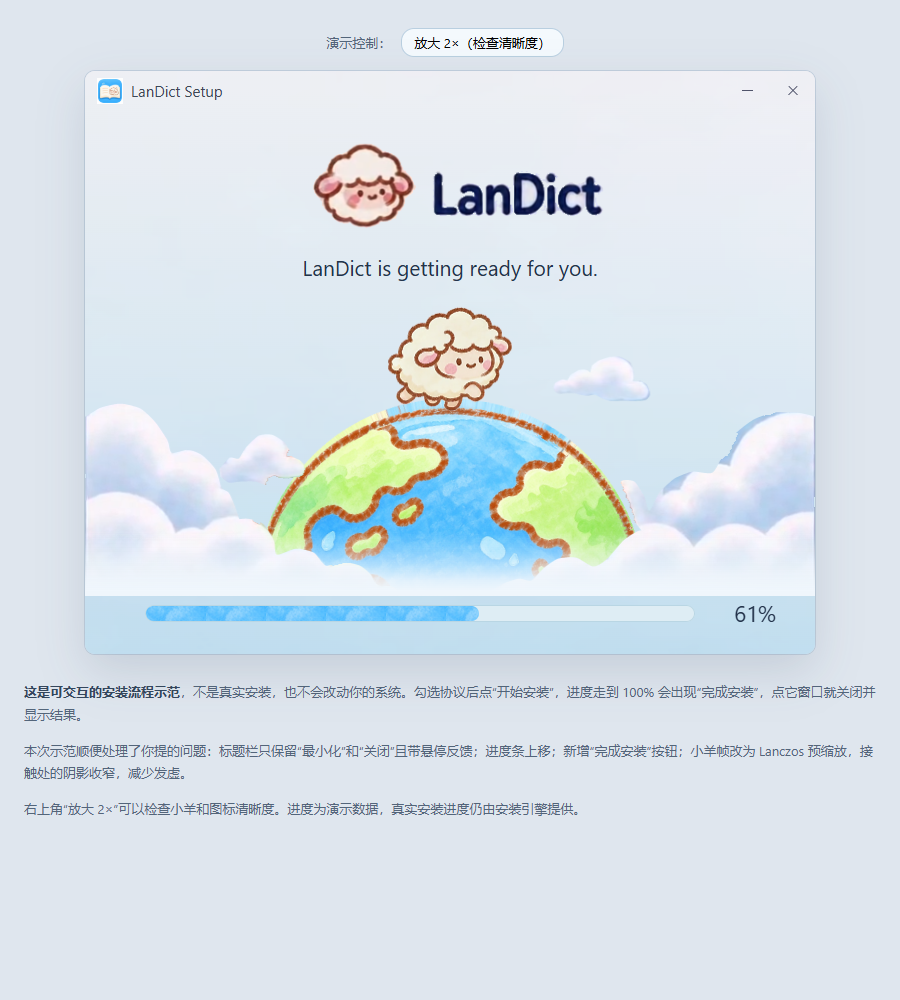 演示控制： 放大 2×（检查清晰度）
LanDict Setup
LanDict
LanDict is getting ready for you.
61%
这是可交互的安装流程示范，不是真实安装，也不会改动你的系统。勾选协议后点“开始安装”，进度走到 100% 会出现“完成安装”，点它窗口就关闭并
显示结果。
本次示范顺便处理了你提的问题：标题栏只保留“最小化”和“关闭”且带悬停反馈；进度条上移；新增“完成安装”按钮；小羊帧改为 Lanczos 预缩放，接
触处的阴影收窄，减少发虚。
右上角“放大 2×”可以检查小羊和图标清晰度。进度为演示数据，真实安装进度仍由安装引擎提供。